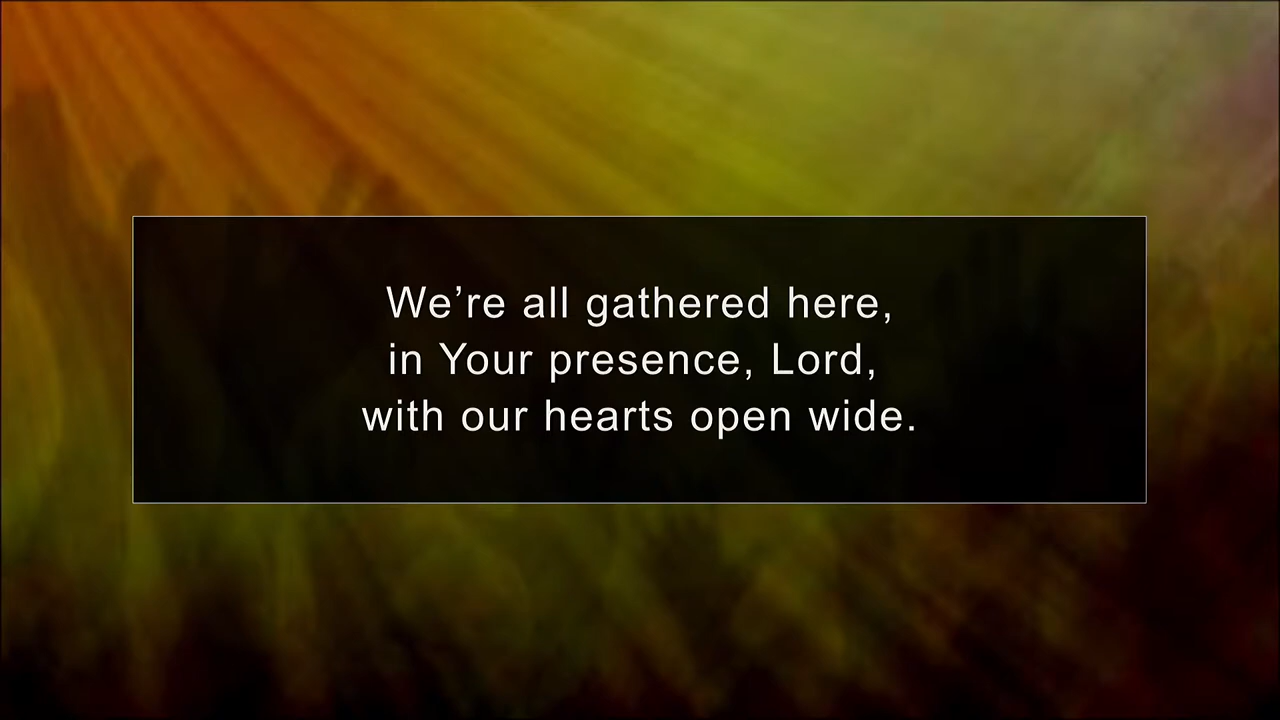 We’re all gathered here,
in Your presence, Lord,
with our hearts open wide.